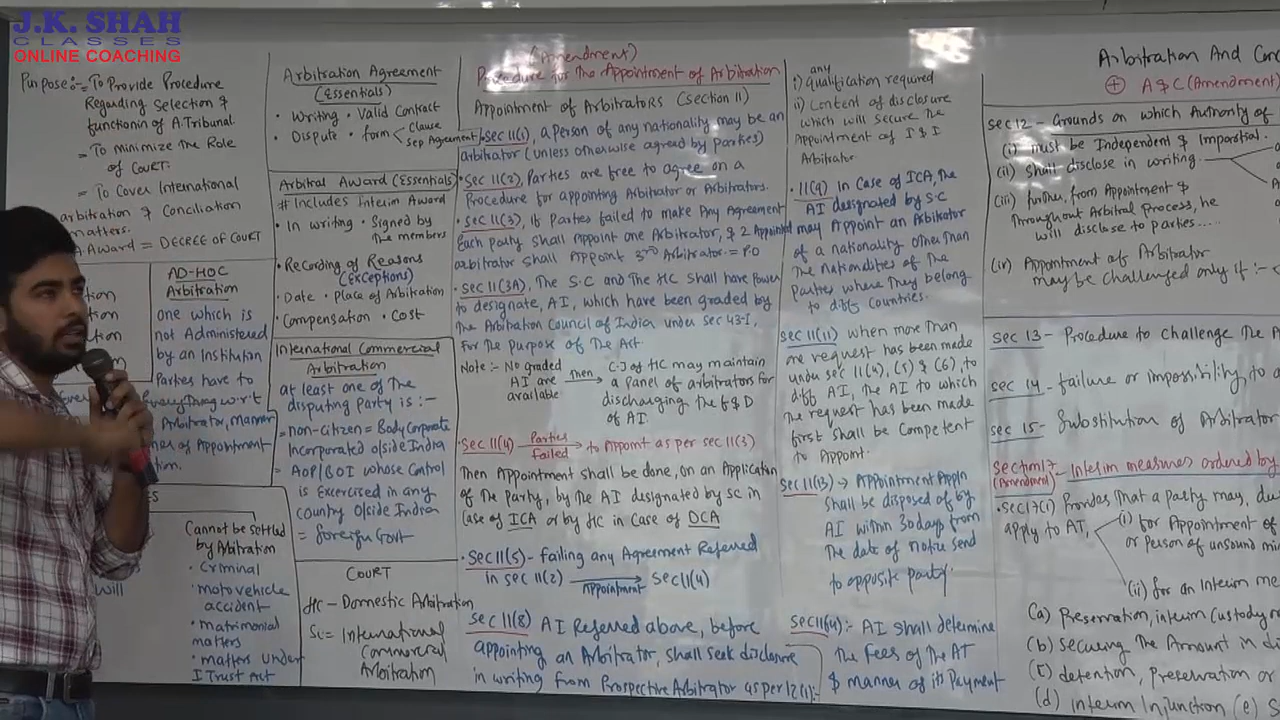 J.K. SHAH
CLASSES
ONLINE COACHING
Purpose:- To Provide Procedure
Regarding Selection &
functionin of A.Tribunal
= To minimize the Role
of CouRT.
= To Cover International
arbitration & Conciliation
matters.
A.Award = DECREE OF COURT
AD-HOC
Arbitration
one which is
not Administered
by an Institution
Parties have to
everything w.r.t
Arbitrator, manner
of Appointment
Cannot be settled
by Arbitration
• Criminal
• motor vehicle
accident
• matrimonial
matters
• matters under
I Trust Act
will
Arbitration Agreement
(Essentials)
• Writing • Valid Contract
• Dispute • form < Clause
Sep Agreement
Arbitral Award (Essentials)
# Includes Interim Award
• In writing • Signed by
The members
• Recording of Reasons
(Exceptions)
• Date • Place of Arbitration
• Compensation • Cost
International Commercial
Arbitration
at least one of The
disputing Party is :-
= non-citizen = Body Corporate
Incorporated o/side India
= AOP/BOI whose Control
is Exercised in any
Country o/side India
= foreign Govt
COURT
HC - Domestic Arbitration
SC = International
Commercial
Arbitration
(Amendment)
Procedure for The Appointment of Arbitration
Appointment of Arbitrators (Section 11)
• Sec 11(1), a Person of any nationality may be an
arbitrator (unless otherwise agreed by Parties)
• Sec 11(2), Parties are free to agree on a
Procedure for appointing Arbitrator or Arbitrators.
• Sec 11(3), if Parties failed to make Any Agreement
Each party shall Appoint one Arbitrator, & 2 Appointed
arbitrator shall Appoint 3rd Arbitrator = P.O
• Sec 11(3A), The S.C and The HC shall have Power
to designate, AI, which have been graded by
The Arbitration Council of India under Sec 43-I,
for the Purpose of The Act.
Note :- No graded
AI are
available
Then
C.J of HC may maintain
a panel of arbitrators for
discharging The F & D
of AI.
• Sec 11(4) Parties failed → to Appoint as per sec 11(3)
Then Appointment shall be done, on an Application
of The Party, by The AI designated by SC in
Case of ICA or by HC in Case of DCA
• Sec 11(5) - failing any Agreement Referred
in sec 11(2) Appointment → Sec 11(4)
Sec 11(8) AI Referred above, before
appointing an Arbitrator, shall seek disclosure
in writing from Prospective Arbitrator as per 12(1):-
any
i) qualification required
ii) Content of disclosure
which will secure The
Appointment of I & I
Arbitrator
• 11(9) In Case of ICA, The
AI designated by S.C
may Appoint an Arbitrator
of a nationality other Than
The nationalities of The
Parties where They belong
to diff Countries.
Sec 11(11) When more Than
one request has been made
under sec 11(4), (5) & (6), to
diff AI, The AI to which
The request has been made
first shall be Competent
to Appoint.
Sec 11(13) → Appointment Appln
shall be disposed of by
AI within 30 days from
The date of notice send
to opposite party.
Sec 11(14) :- AI shall determine
The fees of The AT
& manner of its Payment
Arbitration And
+ A & C (Amendment)
Sec 12 - Grounds on which Authority of
(i) must be Independent & Impartial.
(ii) Shall disclose in writing
(iii) further, from Appointment &
Throughout Arbitral Process, he
will disclose to parties.....
(iv) Appointment of Arbitrator
may be challenged only if :-
Sec 13 - Procedure to challenge The
Sec 14 - failure or impossibility to
Sec 15 - Substitution of Arbitrator
Section 17 - Interim measures ordered by
(Amendment)
• Sec 17(1) Provides That a party may,
apply to AT,
(i) for Appointment of
or person of unsound
(ii) for an Interim
(a) Preservation, interim Custody
(b) Securing The Amount in
(c) detention, Preservation or
(d) interim Injunction (e)